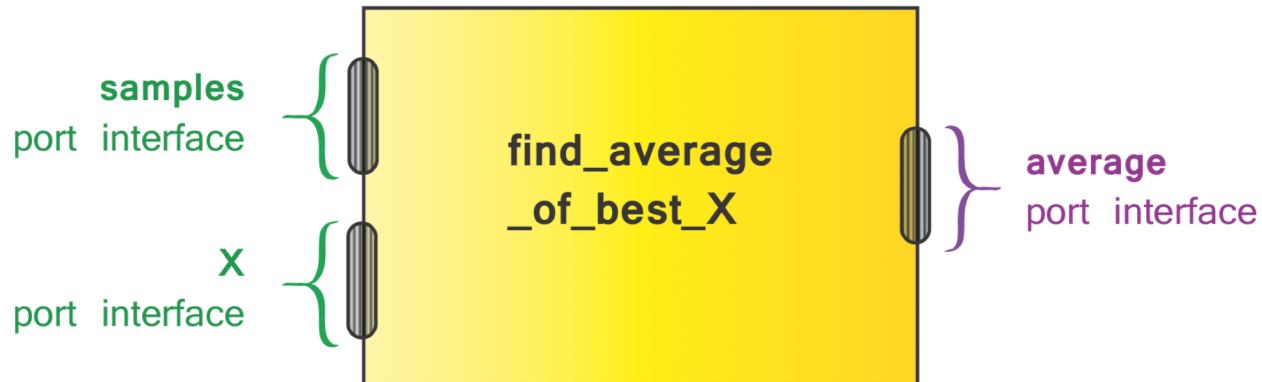 samples
port interface
X
port interface
find_average
_of_best_X
average
port interface